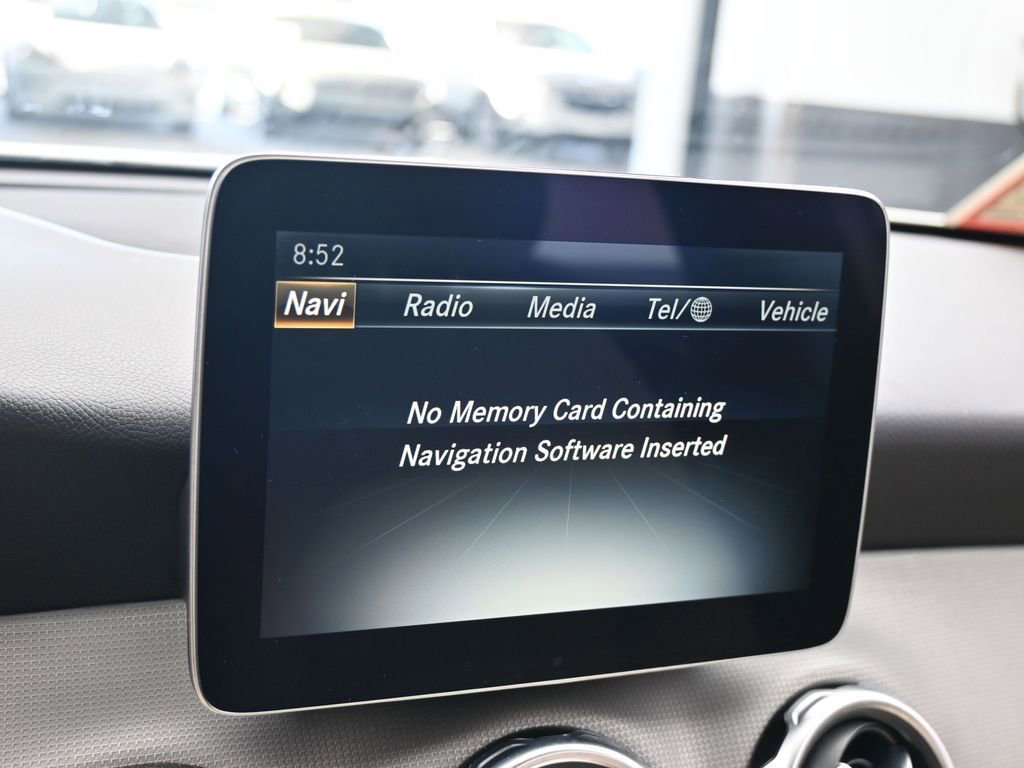 8:52
Navi Radio Media Tel/ Vehicle
No Memory Card Containing
Navigation Software Inserted